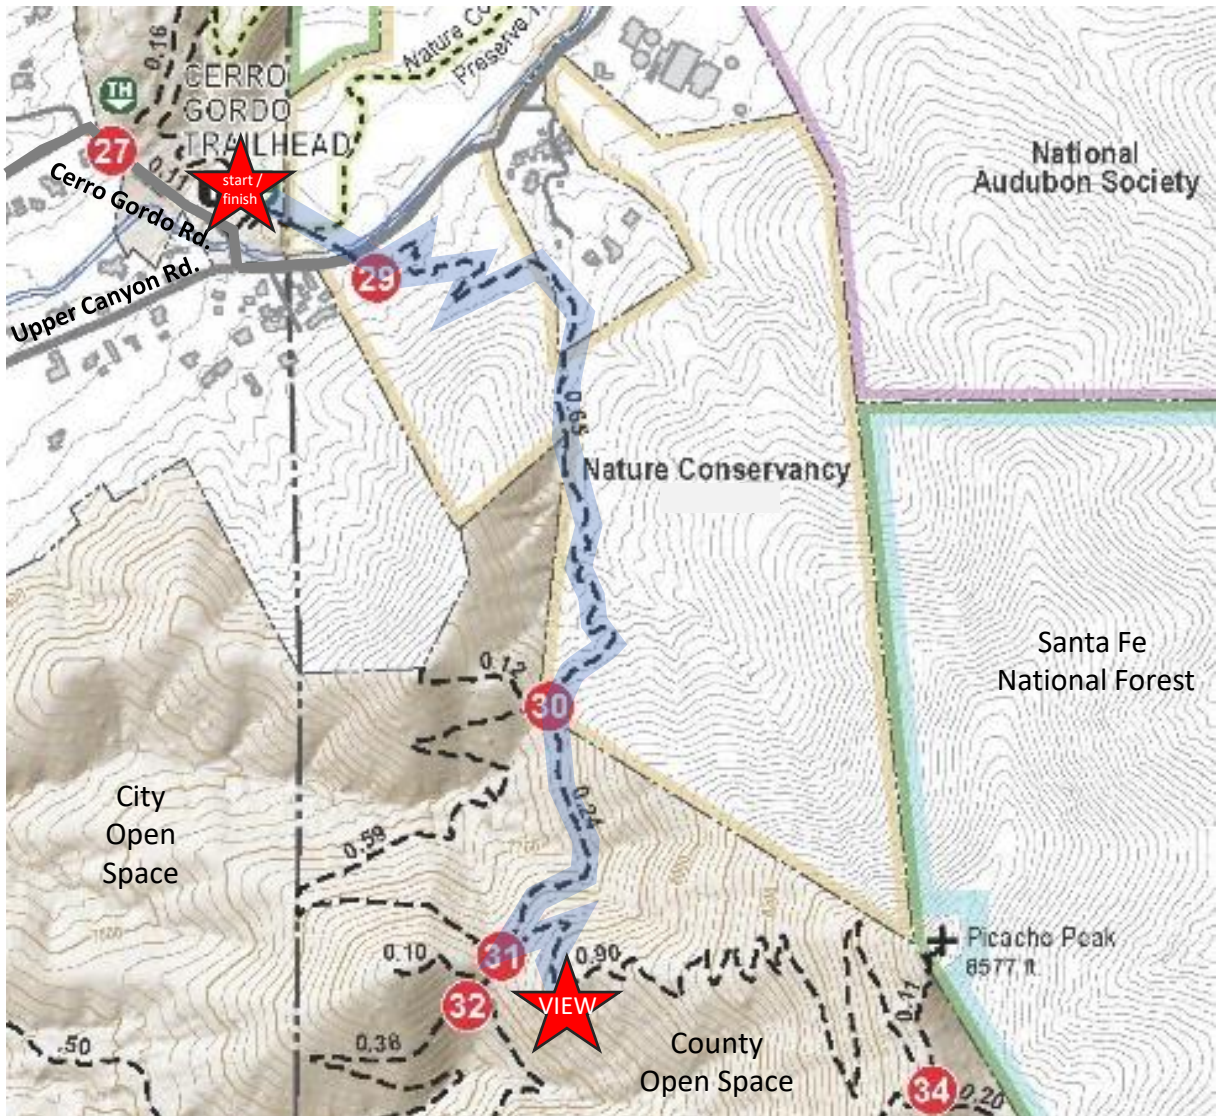 Nature Co
Preserve
0.16
TH
CERRO
GORDO
TRAILHEAD
27
0.11
start /
finish
Cerro Gordo Rd.
Upper Canyon Rd.
29
National
Audubon Society
0.65
Nature Conservancy
Santa Fe
National Forest
0.12
30
City
Open
Space
0.24
0.59
31
0.10
0.90
Picacho Peak
8577 ft
32
VIEW
0.11
.50
0.38
County
Open Space
34
0.20